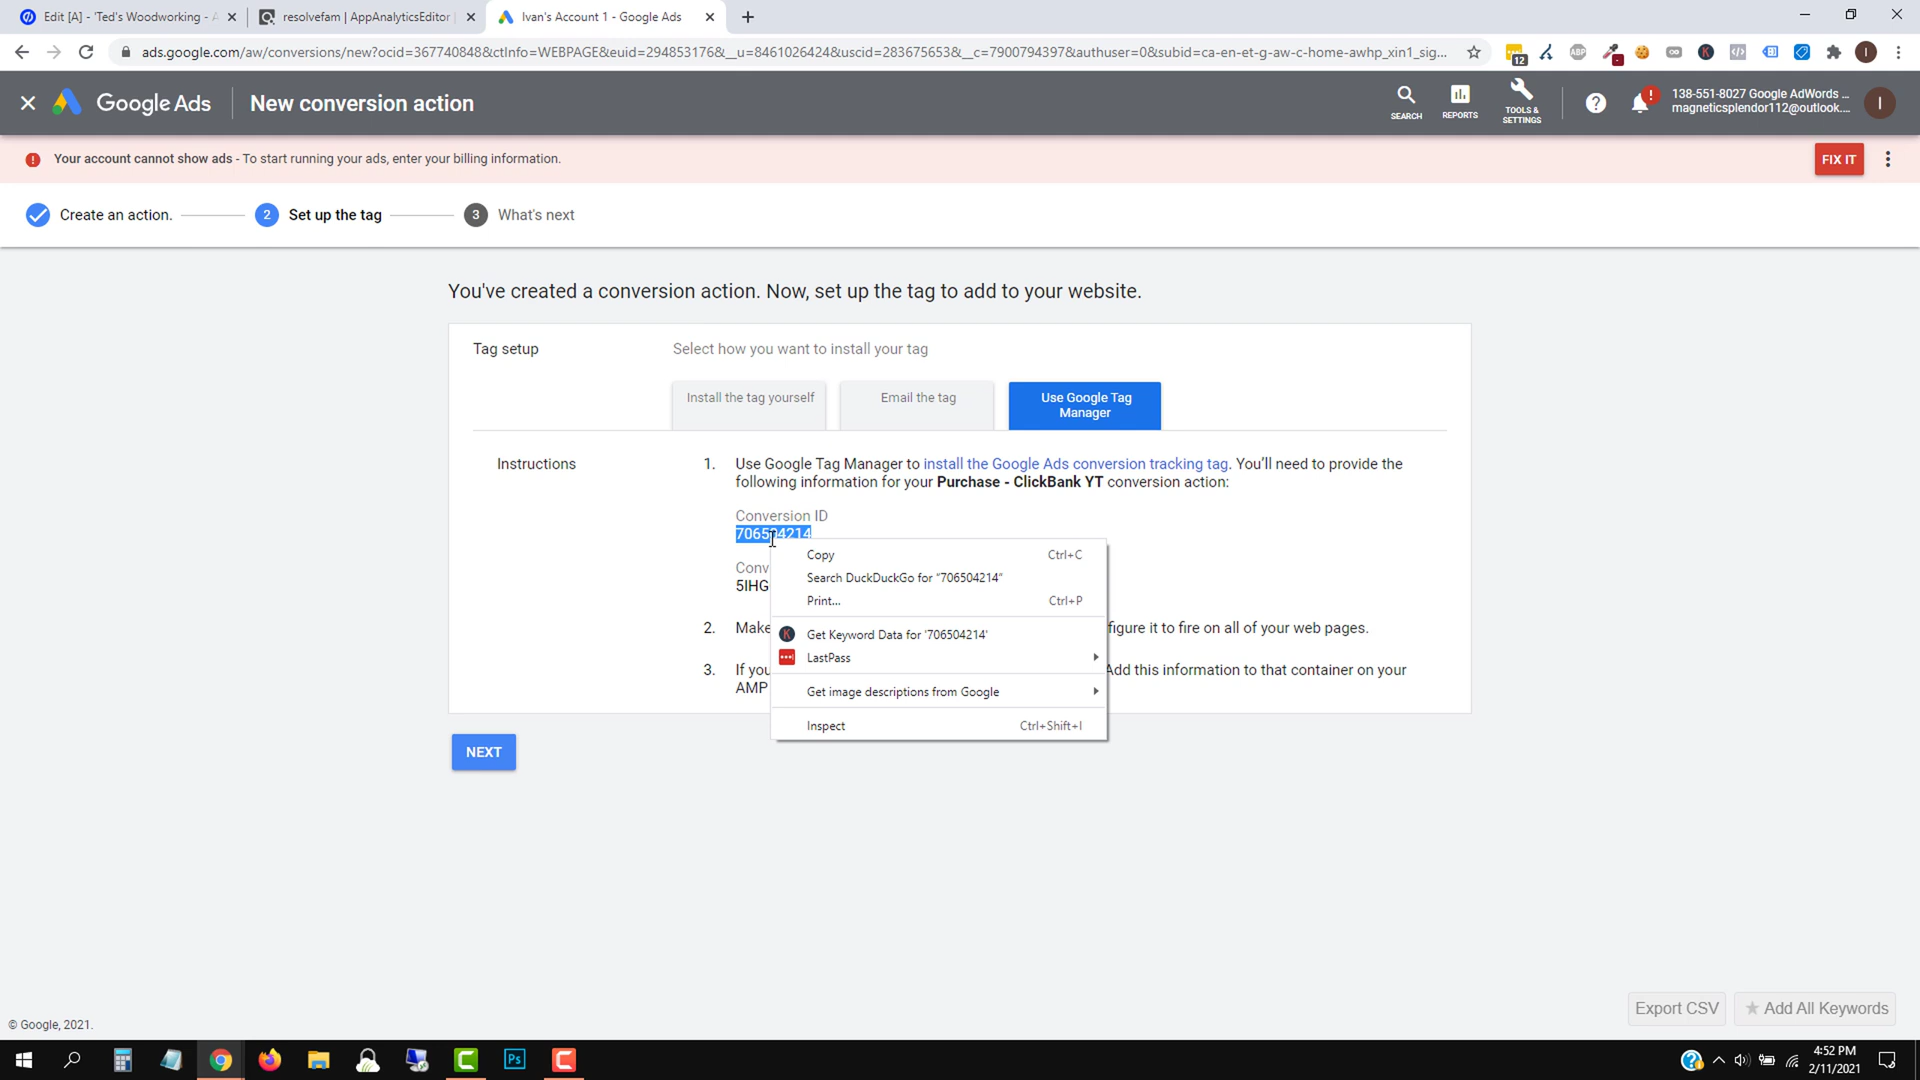 Edit [A] - 'Ted's Woodworking - A
resolvefam | AppAnalyticsEditor
Ivan's Account 1 - Google Ads
ads.google.com/aw/conversions/new?ocid=367740848&ctInfo=WEBPAGE&euid=294853176&__u=8461026424&uscid=283675653&__c=7900794397&authuser=0&subid=ca-en-et-g-aw-c-home-awhp_xin1_sig...
12
ABP
I
Google Ads
New conversion action
SEARCH
REPORTS
TOOLS & SETTINGS
138-551-8027 Google AdWords ...
magneticsplendor112@outlook....
I
Your account cannot show ads - To start running your ads, enter your billing information.
FIX IT
Create an action.
2 Set up the tag
3 What's next
You've created a conversion action. Now, set up the tag to add to your website.
Tag setup
Select how you want to install your tag
Install the tag yourself
Email the tag
Use Google Tag Manager
Instructions
1. Use Google Tag Manager to install the Google Ads conversion tracking tag. You'll need to provide the
following information for your Purchase - ClickBank YT conversion action:
Conversion ID
706504214
Conv
5IHG
2. Make
figure it to fire on all of your web pages.
3. If you
Add this information to that container on your
AMP
Copy Ctrl+C
Search DuckDuckGo for "706504214"
Print... Ctrl+P
Get Keyword Data for '706504214'
LastPass
Get image descriptions from Google
Inspect Ctrl+Shift+I
NEXT
Export CSV
Add All Keywords
© Google, 2021.
4:52 PM
2/11/2021